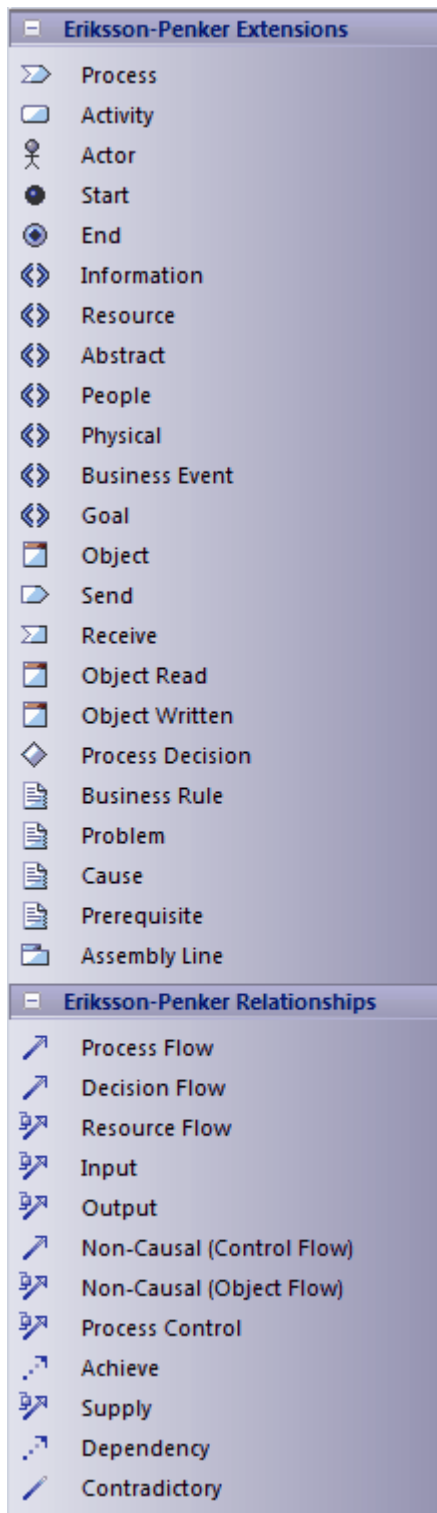 Eriksson-Penker Extensions
Process
Activity
Actor
Start
End
Information
Resource
Abstract
People
Physical
Business Event
Goal
Object
Send
Receive
Object Read
Object Written
Process Decision
Business Rule
Problem
Cause
Prerequisite
Assembly Line
Eriksson-Penker Relationships
Process Flow
Decision Flow
Resource Flow
Input
Output
Non-Causal (Control Flow)
Non-Causal (Object Flow)
Process Control
Achieve
Supply
Dependency
Contradictory